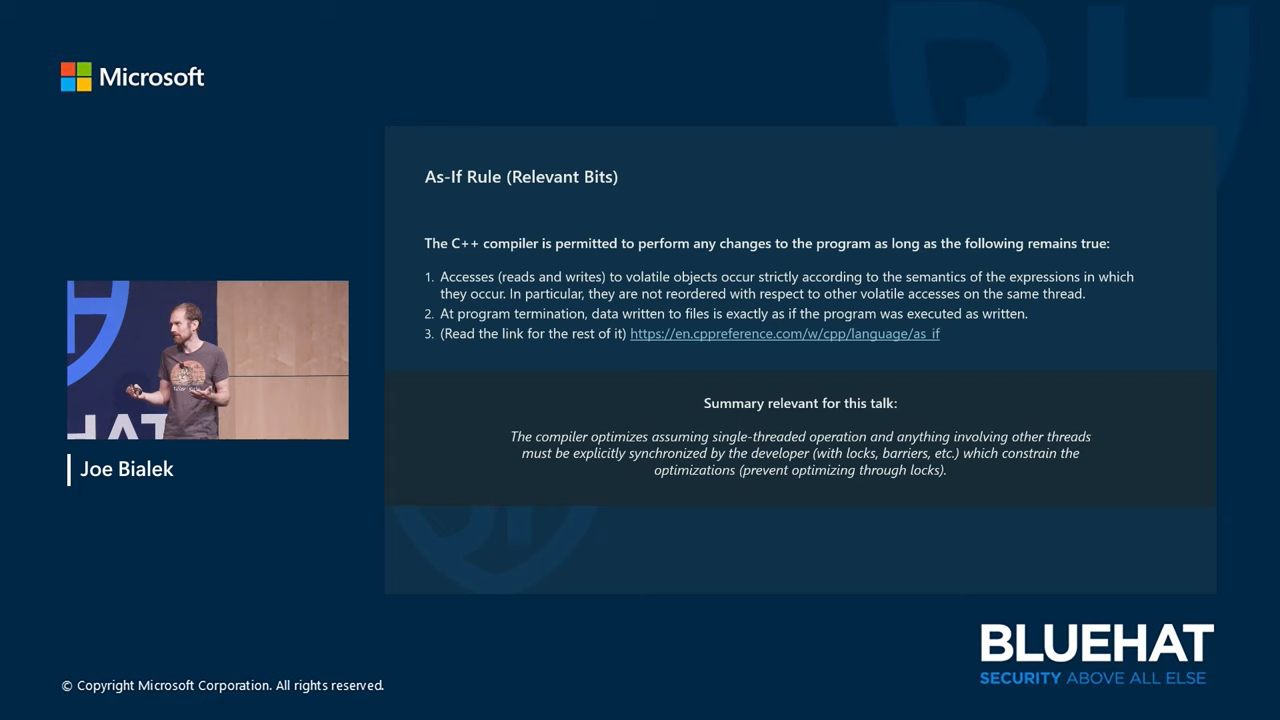 Microsoft
As-If Rule (Relevant Bits)
The C++ compiler is permitted to perform any changes to the program as long as the following remains true:
1. Accesses (reads and writes) to volatile objects occur strictly according to the semantics of the expressions in which
they occur. In particular, they are not reordered with respect to other volatile accesses on the same thread.
2. At program termination, data written to files is exactly as if the program was executed as written.
3. (Read the link for the rest of it) https://en.cppreference.com/w/cpp/language/as_if
Summary relevant for this talk:
The compiler optimizes assuming single-threaded operation and anything involving other threads
must be explicitly synchronized by the developer (with locks, barriers, etc.) which constrain the
optimizations (prevent optimizing through locks).
Joe Bialek
BLUEHAT
SECURITY ABOVE ALL ELSE
© Copyright Microsoft Corporation. All rights reserved.